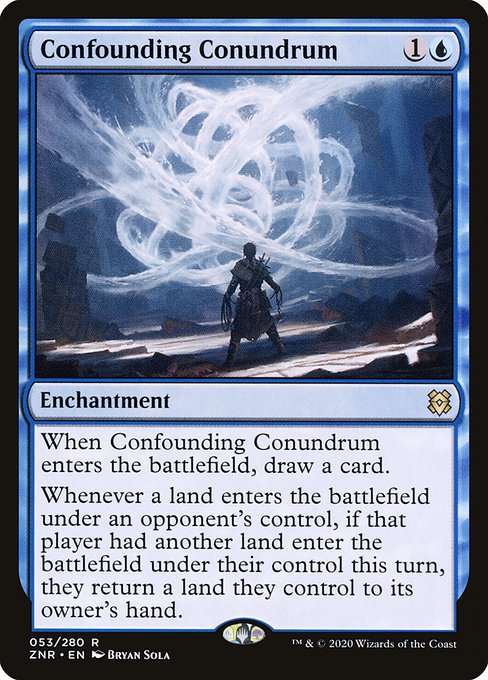 Confounding Conundrum 1
Enchantment
When Confounding Conundrum
enters the battlefield, draw a card.
Whenever a land enters the battlefield
under an opponent's control, if that
player had another land enter the
battlefield under their control this turn,
they return a land they control to its
owner's hand.
053/280 R
ZNR • EN Bryan Sola
™ & © 2020 Wizards of the Coast